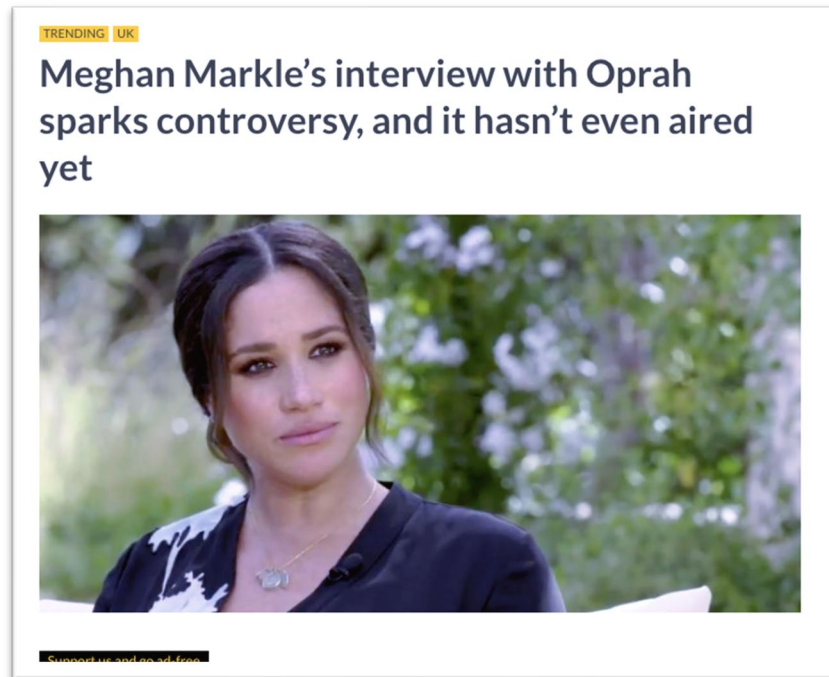 TRENDING UK
Meghan Markle’s interview with Oprah
sparks controversy, and it hasn’t even aired
yet
Support us and go ad-free